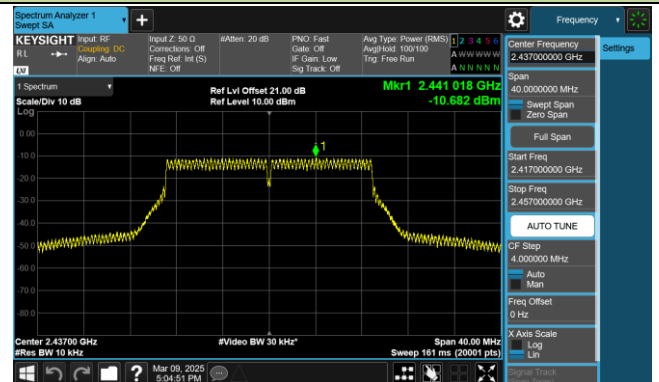 Spectrum Analyzer 1
Swept SA
+
Frequency
KEYSIGHT
RL
LXI
Input: RF
Coupling: DC
Align: Auto
Input Z: 50 Ω
Corrections: Off
Freq Ref: Int (S)
NFE: Off
#Atten: 20 dB
PNO: Fast
Gate: Off
IF Gain: Low
Sig Track: Off
Avg Type: Power (RMS)
Avg|Hold: 100/100
Trig: Free Run
1 2 3 4 5 6
A W W W W W
A N N N N N
1 Spectrum
Scale/Div 10 dB
Log
Ref Lvl Offset 21.00 dB
Ref Level 10.00 dBm
Mkr1 2.441 018 GHz
-10.682 dBm
1
0.00
-10.0
-20.0
-30.0
-40.0
-50.0
-60.0
-70.0
-80.0
Center 2.43700 GHz
#Res BW 10 kHz
#Video BW 30 kHz*
Span 40.00 MHz
Sweep 161 ms (20001 pts)
Mar 09, 2025
5:04:51 PM
?
Center Frequency
2.437000000 GHz
Settings
Span
40.0000000 MHz
Swept Span
Zero Span
Full Span
Start Freq
2.417000000 GHz
Stop Freq
2.457000000 GHz
AUTO TUNE
CF Step
4.000000 MHz
Auto
Man
Freq Offset
0 Hz
X Axis Scale
Log
Lin
Signal Track